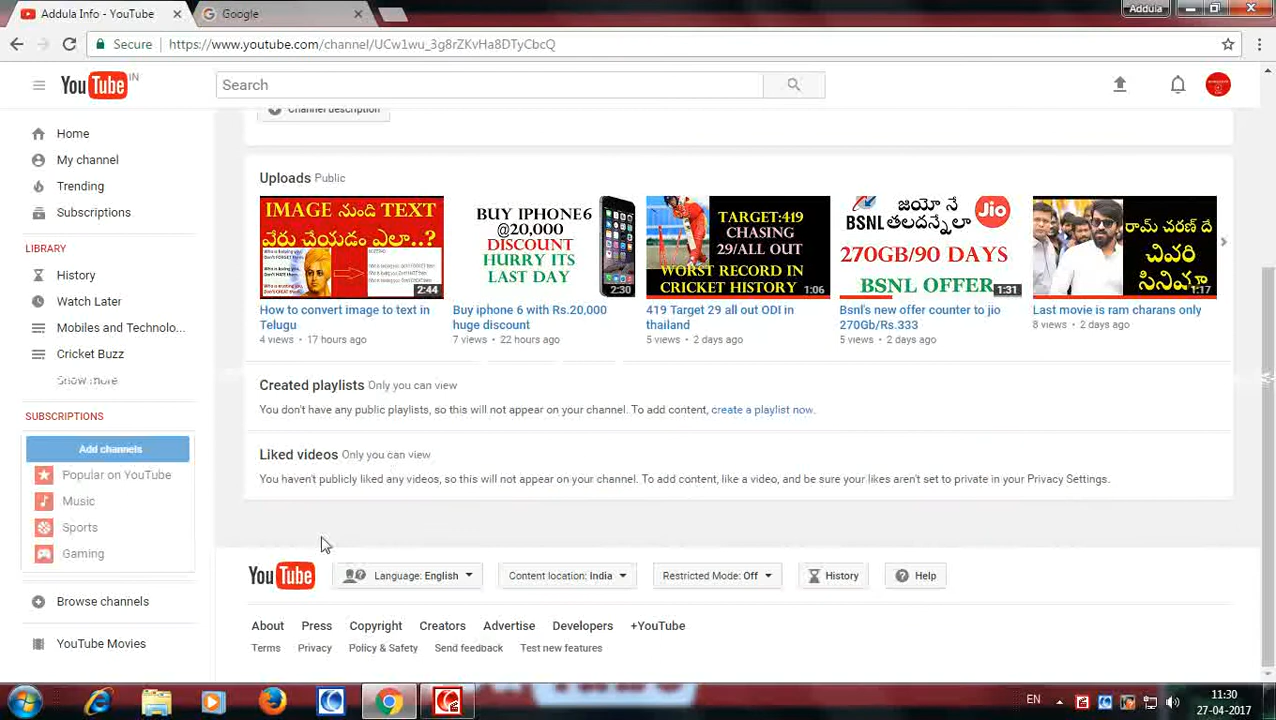 Addula Info - YouTube
Google
Addula
Secure
https://www.youtube.com/channel/UCw1wu_3g8rZKvHa8DTyCbcQ
YouTube IN
Search
Channel description
Home
My channel
Trending
Subscriptions
LIBRARY
History
Watch Later
Mobiles and Technolo...
Cricket Buzz
Show more
SUBSCRIPTIONS
Add channels
Popular on YouTube
Music
Sports
Gaming
Browse channels
YouTube Movies
Uploads Public
IMAGE నుండి TEXT
వేరు చేయడం ఎలా..?
2:44
How to convert image to text in
Telugu
4 views • 17 hours ago
BUY IPHONE6
@20,000
DISCOUNT
HURRY ITS
LAST DAY
2:30
Buy iphone 6 with Rs.20,000
huge discount
7 views • 22 hours ago
TARGET:419
CHASING
29/ALL OUT
WORST RECORD IN
CRICKET HISTORY
1:06
419 Target 29 all out ODI in
thailand
5 views • 2 days ago
జియో నే
Jio
BSNL తలదన్నేలా
270GB/90 DAYS
BSNL OFFER
1:31
Bsnl's new offer counter to jio
270Gb/Rs.333
5 views • 2 days ago
రామ్ చరణ్ దే
చివరి
సినిమా
1:17
Last movie is ram charans only
8 views • 2 days ago
Created playlists Only you can view
You don't have any public playlists, so this will not appear on your channel. To add content, create a playlist now.
Liked videos Only you can view
You haven't publicly liked any videos, so this will not appear on your channel. To add content, like a video, and be sure your likes aren't set to private in your Privacy Settings.
YouTube
Language: English
Content location: India
Restricted Mode: Off
History
Help
About Press Copyright Creators Advertise Developers +YouTube
Terms Privacy Policy & Safety Send feedback Test new features
EN
11:30
27-04-2017